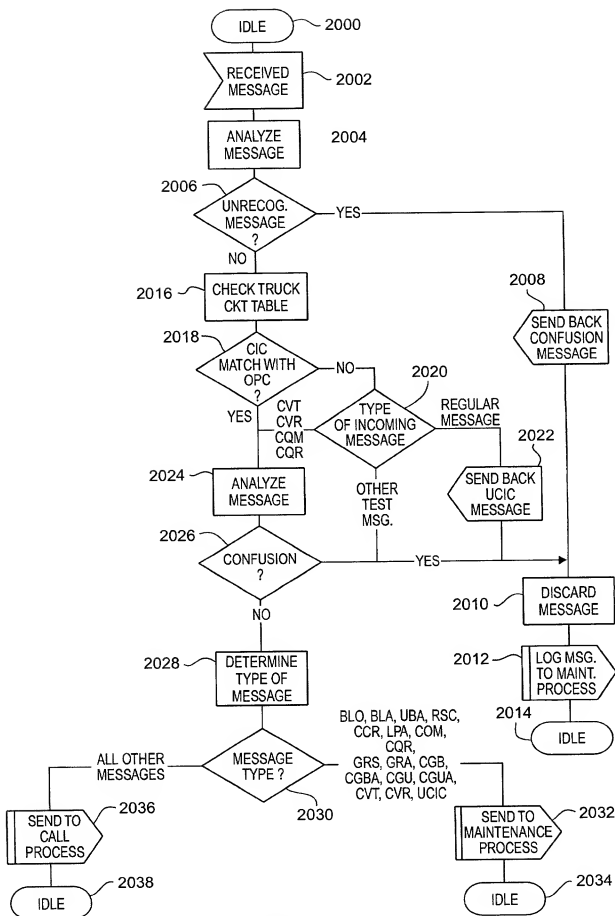 IDLE
2000
RECEIVED
MESSAGE
2002
ANALYZE
MESSAGE
2004
2006
UNRECOG.
MESSAGE
?
YES
NO
2016
CHECK TRUCK
CKT TABLE
2008
SEND BACK
CONFUSION
MESSAGE
2018
CIC
MATCH WITH
OPC
?
NO
YES
2020
TYPE
OF INCOMING
MESSAGE
CVT
CVR
CQM
CQR
REGULAR
MESSAGE
2022
SEND BACK
UCIC
MESSAGE
OTHER
TEST
MSG.
2024
ANALYZE
MESSAGE
2026
CONFUSION
?
YES
NO
2010
DISCARD
MESSAGE
2012
LOG MSG.
TO MAINT.
PROCESS
2014
IDLE
2028
DETERMINE
TYPE OF
MESSAGE
MESSAGE
TYPE ?
2030
ALL OTHER
MESSAGES
BLO, BLA, UBA, RSC,
CCR, LPA, COM,
CQR,
GRS, GRA, CGB,
CGBA, CGU, CGUA,
CVT, CVR, UCIC
2036
SEND TO
CALL
PROCESS
2038
IDLE
2032
SEND TO
MAINTENANCE
PROCESS
2034
IDLE